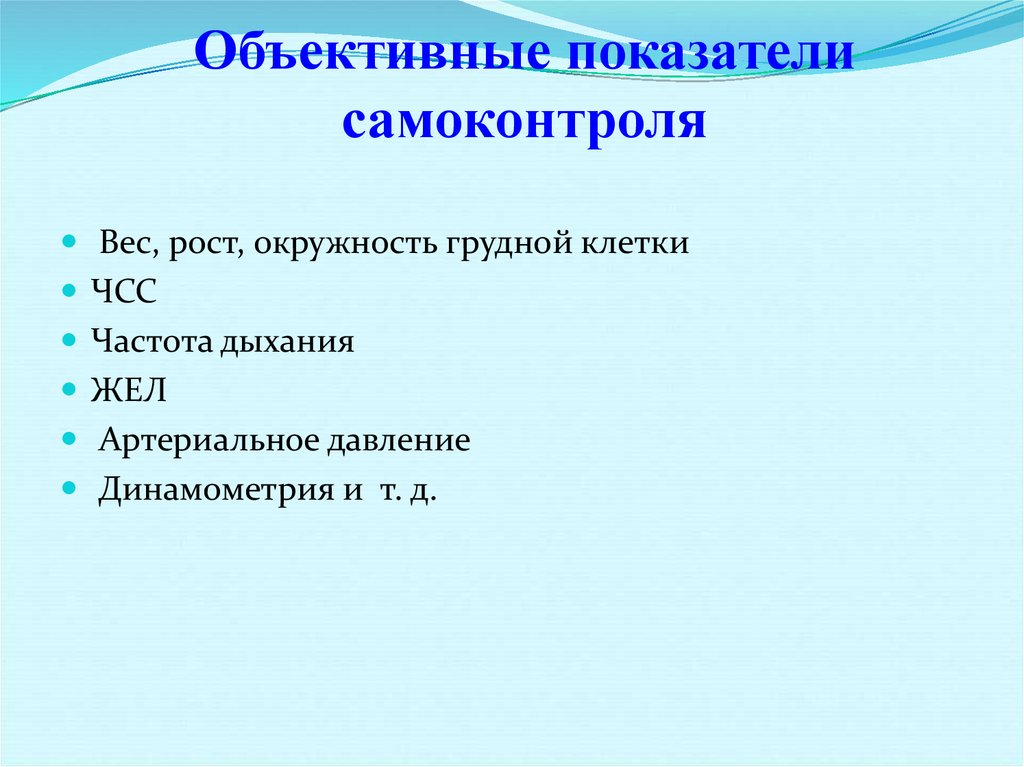 Объективные показатели
самоконтроля
Вес, рост, окружность грудной клетки
ЧСС
Частота дыхания
ЖЕЛ
Артериальное давление
Динамометрия и т. д.